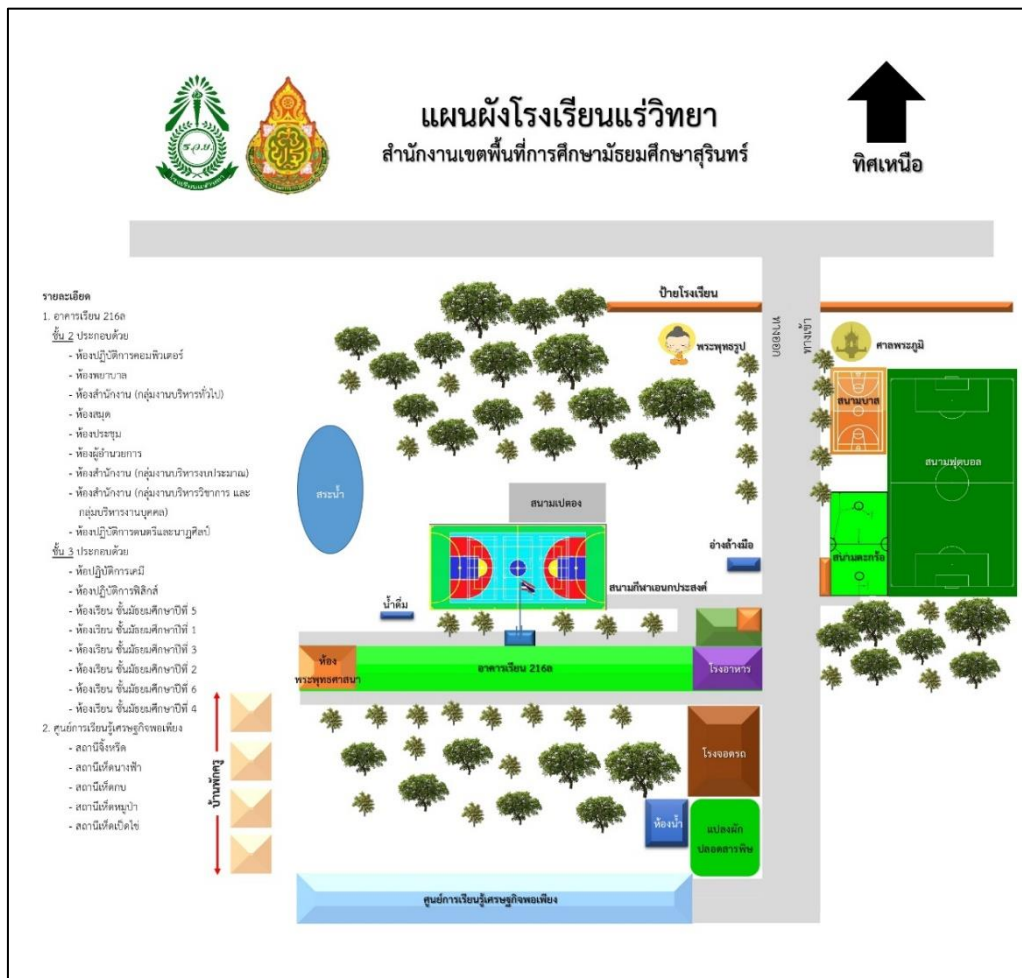 ร.ว.ย.
โรงเรียนแร่วิทยา
แผนผังโรงเรียนแร่วิทยา
สำนักงานเขตพื้นที่การศึกษามัธยมศึกษาสุรินทร์
ทิศเหนือ
รายละเอียด
1. อาคารเรียน 216ล
ชั้น 2 ประกอบด้วย
- ห้องปฏิบัติการคอมพิวเตอร์
- ห้องพยาบาล
- ห้องสำนักงาน (กลุ่มงานบริหารทั่วไป)
- ห้องสมุด
- ห้องประชุม
- ห้องผู้อำนวยการ
- ห้องสำนักงาน (กลุ่มงานบริหารงบประมาณ)
- ห้องสำนักงาน (กลุ่มงานบริหารวิชาการ และ
กลุ่มบริหารงานบุคคล)
- ห้องปฏิบัติการดนตรีและนาฏศิลป์
ชั้น 3 ประกอบด้วย
- ห้อปฏิบัติการเคมี
- ห้อปฏิบัติการฟิสิกส์
- ห้องเรียน ชั้นมัธยมศึกษาปีที่ 5
- ห้องเรียน ชั้นมัธยมศึกษาปีที่ 1
- ห้องเรียน ชั้นมัธยมศึกษาปีที่ 3
- ห้องเรียน ชั้นมัธยมศึกษาปีที่ 2
- ห้องเรียน ชั้นมัธยมศึกษาปีที่ 6
- ห้องเรียน ชั้นมัธยมศึกษาปีที่ 4
2. ศูนย์การเรียนรู้เศรษฐกิจพอเพียง
- สถานีจิ้งหรีด
- สถานีเห็ดนางฟ้า
- สถานีเห็ดกบ
- สถานีเห็ดหมูป่า
- สถานีเห็ดเป็ดไข่
ป้ายโรงเรียน
พระพุทธรูป
ทางออก
ทางเข้า
ศาลพระภูมิ
สนามบาส
สนามฟุตบอล
สระน้ำ
สนามเปตอง
อ่างล้างมือ
สนามตะกร้อ
สนามกีฬาเอนกประสงค์
น้ำดื่ม
ห้อง
พระพุทธศาสนา
อาคารเรียน 216ล
โรงอาหาร
บ้านพักครู
โรงจอดรถ
ห้องน้ำ
แปลงผัก
ปลอดสารพิษ
ศูนย์การเรียนรู้เศรษฐกิจพอเพียง